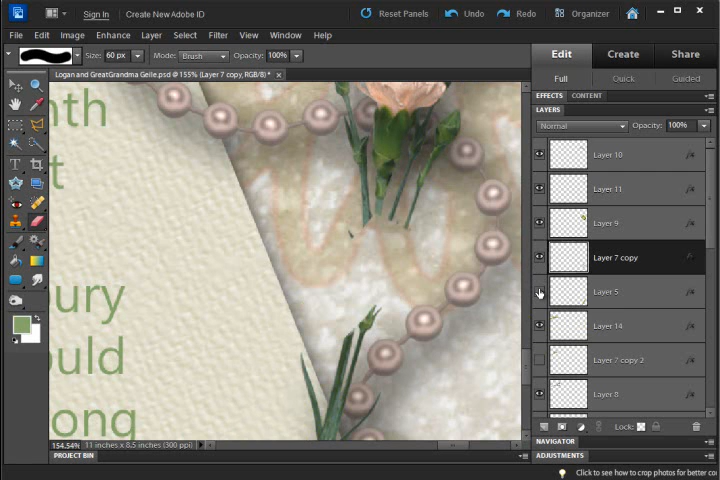 Sign In
Create New Adobe ID
Reset Panels
Undo
Redo
Organizer
File Edit Image Enhance Layer Select Filter View Window Help
Size: 60 px
Mode: Brush
Opacity: 100%
Edit Create Share
Full Quick Guided
Logan and GreatGrandma Geile.psd @ 155% (Layer 7 copy, RGB/8) *
EFFECTS CONTENT
LAYERS
Normal
Opacity: 100%
Layer 10
Layer 11
Layer 9
Layer 7 copy
Layer 5
Layer 14
Layer 7 copy 2
Layer 8
Lock:
nth
t
ury
ould
ong
154.54% 11 inches x 8.5 inches (300 ppi)
PROJECT BIN
NAVIGATOR
ADJUSTMENTS
Click to see how to crop photos for better co